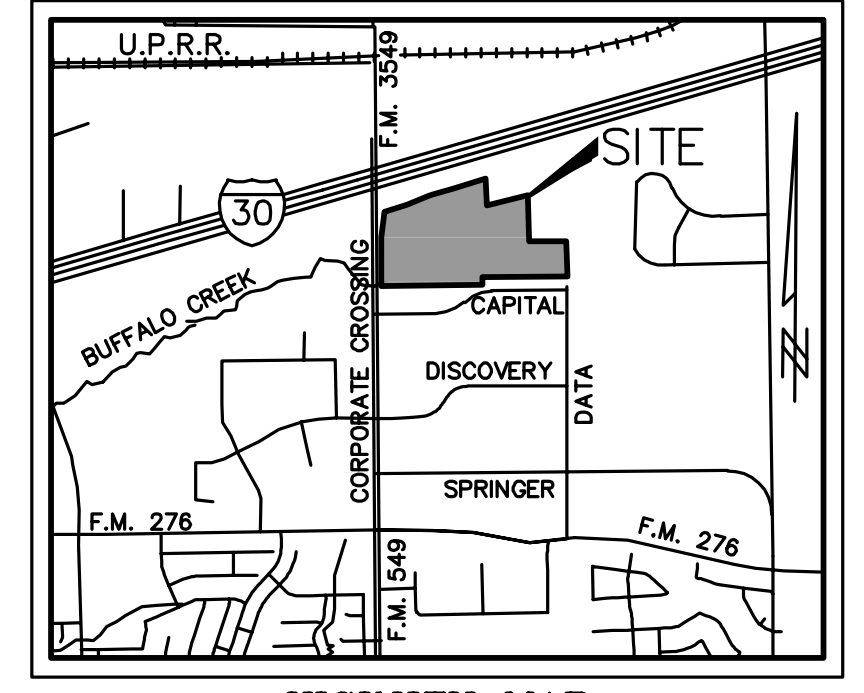 U.P.R.R.
F.M. 3549
SITE
30
BUFFALO CREEK
CORPORATE CROSSING
CAPITAL
DISCOVERY
DATA
SPRINGER
F.M. 276
F.M. 276
F.M. 549
N